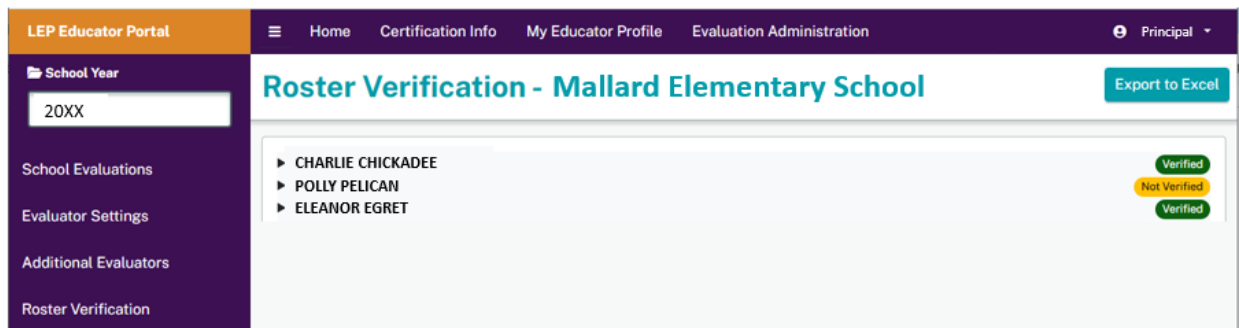 LEP Educator Portal
Home Certification Info My Educator Profile Evaluation Administration Principal
School Year
20XX
Roster Verification - Mallard Elementary School
Export to Excel
School Evaluations
Evaluator Settings
Additional Evaluators
Roster Verification
CHARLIE CHICKADEE Verified
POLLY PELICAN Not Verified
ELEANOR EGRET Verified